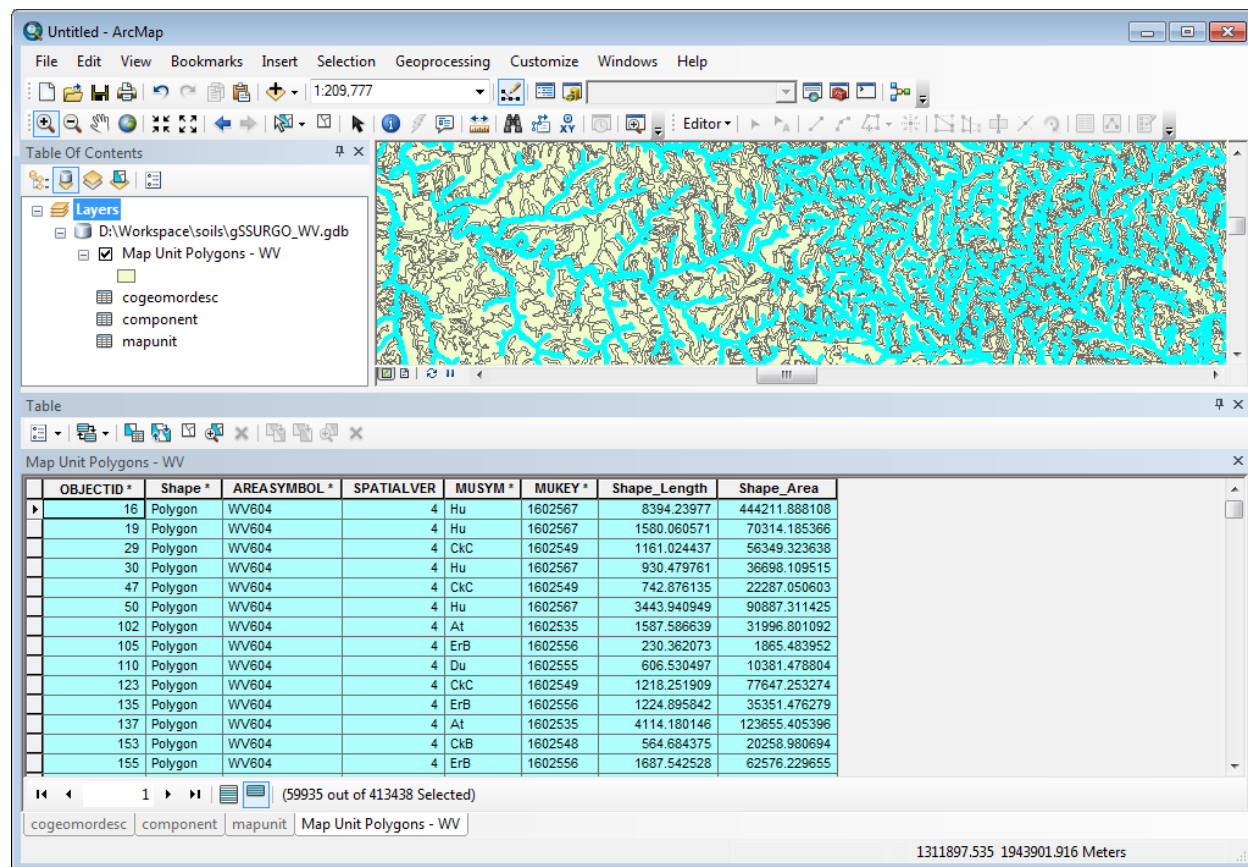 Untitled - ArcMap
File Edit View Bookmarks Insert Selection Geoprocessing Customize Windows Help
1:209,777
Editor
Table Of Contents
Layers
D:\Workspace\soils\gSSURGO_WV.gdb
Map Unit Polygons - WV
cogeomordesc
component
mapunit
Table
Map Unit Polygons - WV
OBJECTID * Shape * AREASYMBOL * SPATIALVER MUSYM * MUKEY * Shape_Length Shape_Area
16 Polygon WV604 4 Hu 1602567 8394.23977 444211.888108
19 Polygon WV604 4 Hu 1602567 1580.060571 70314.185366
29 Polygon WV604 4 CkC 1602549 1161.024437 56349.323638
30 Polygon WV604 4 Hu 1602567 930.479761 36698.109515
47 Polygon WV604 4 CkC 1602549 742.876135 22287.050603
50 Polygon WV604 4 Hu 1602567 3443.940949 90887.311425
102 Polygon WV604 4 At 1602535 1587.586639 31996.801092
105 Polygon WV604 4 ErB 1602556 230.362073 1865.483952
110 Polygon WV604 4 Du 1602555 606.530497 10381.478804
123 Polygon WV604 4 CkC 1602549 1218.251909 77647.253274
135 Polygon WV604 4 ErB 1602556 1224.895842 35351.476279
137 Polygon WV604 4 At 1602535 4114.180146 123655.405396
153 Polygon WV604 4 CkB 1602548 564.684375 20258.980694
155 Polygon WV604 4 ErB 1602556 1687.542528 62576.229655
1 (59935 out of 413438 Selected)
cogeomordesc component mapunit Map Unit Polygons - WV
1311897.535 1943901.916 Meters